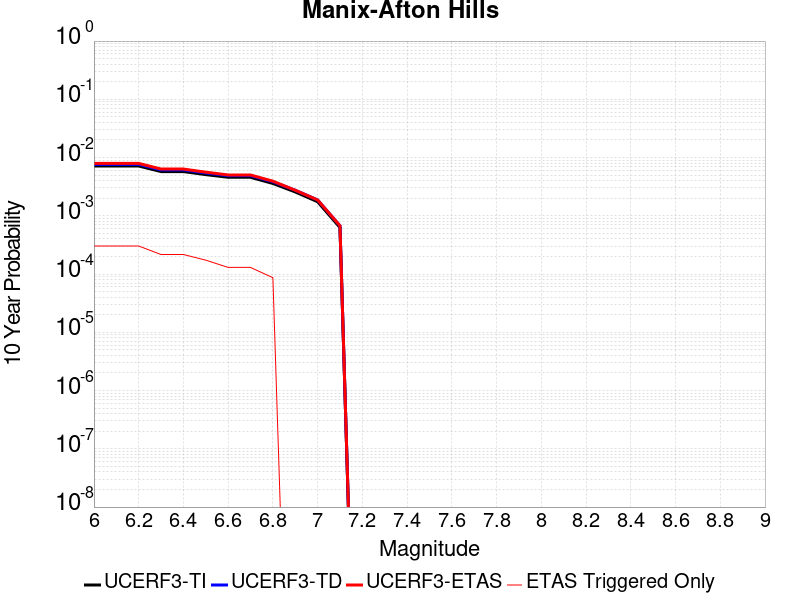 Manix-Afton Hills
10^0
10^-1
10^-2
10^-3
10^-4
10^-5
10^-6
10^-7
10^-8
10 Year Probability
6 6.2 6.4 6.6 6.8 7 7.2 7.4 7.6 7.8 8 8.2 8.4 8.6 8.8 9
Magnitude
UCERF3-TI UCERF3-TD UCERF3-ETAS ETAS Triggered Only